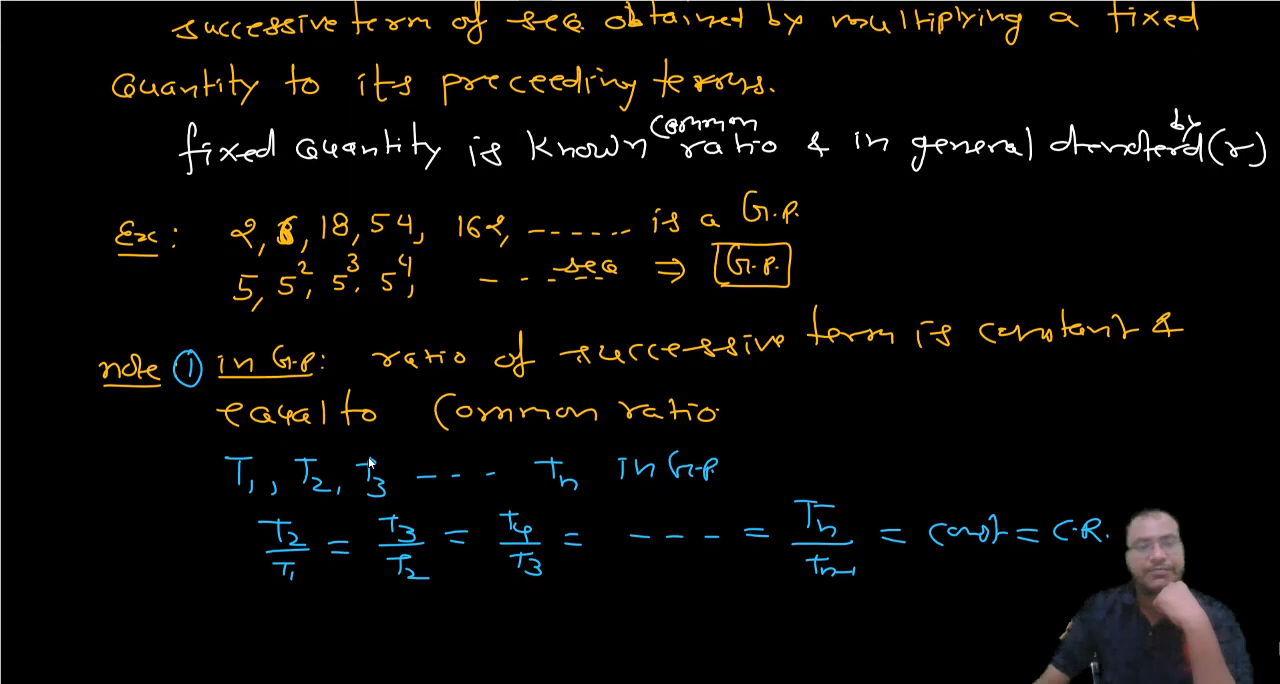 successive term of seq obtained by multiplying a fixed
quantity to its preceeding terms.
fixed quantity is known common ratio & in general denoted by (r)
Ex: 2, 6, 18, 54, 162, ------ is a G.P.
5, 5², 5³, 5⁴, - - - - seq ⇒ G.P.
note ① in G.P: ratio of successive term is constant &
equal to common ratio
T₁, T₂, T₃ --- Tₙ in G.P
T₂/T₁ = T₃/T₂ = T₄/T₃ = --- = Tₙ/Tₙ₋₁ = const = C.R.